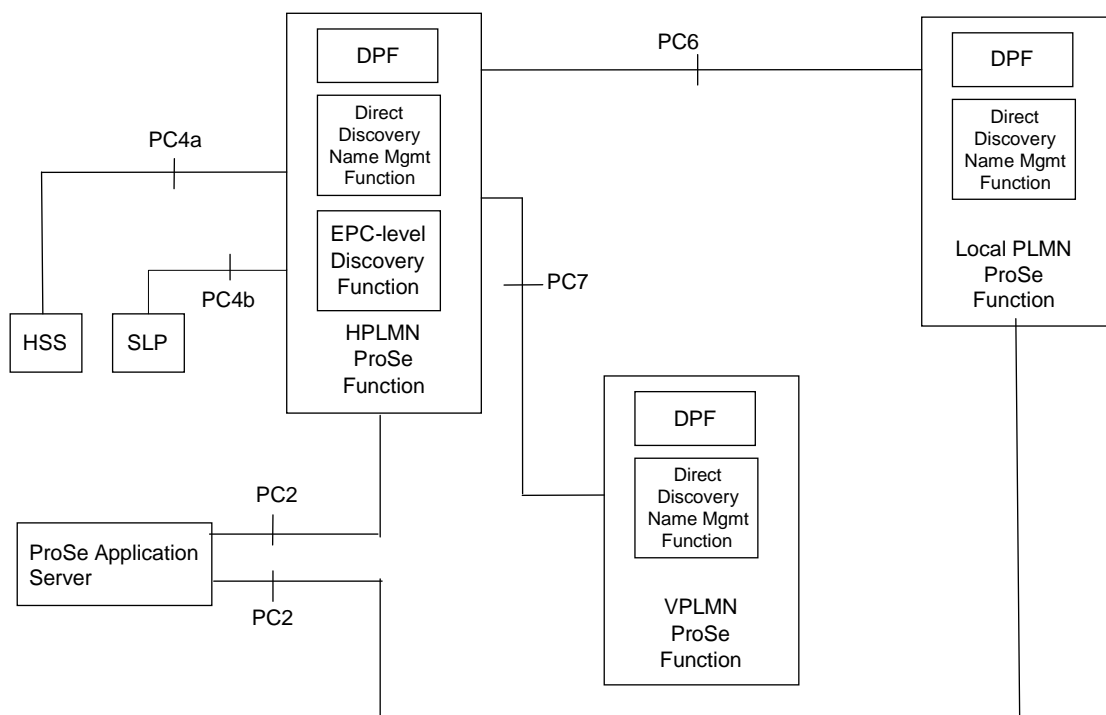 DPF
Direct
Discovery
Name Mgmt
Function
EPC-level
Discovery
Function
HPLMN
ProSe
Function
PC6
DPF
Direct
Discovery
Name Mgmt
Function
Local PLMN
ProSe
Function
PC4a
PC4b
HSS
SLP
PC7
DPF
Direct
Discovery
Name Mgmt
Function
VPLMN
ProSe
Function
PC2
ProSe Application
Server
PC2